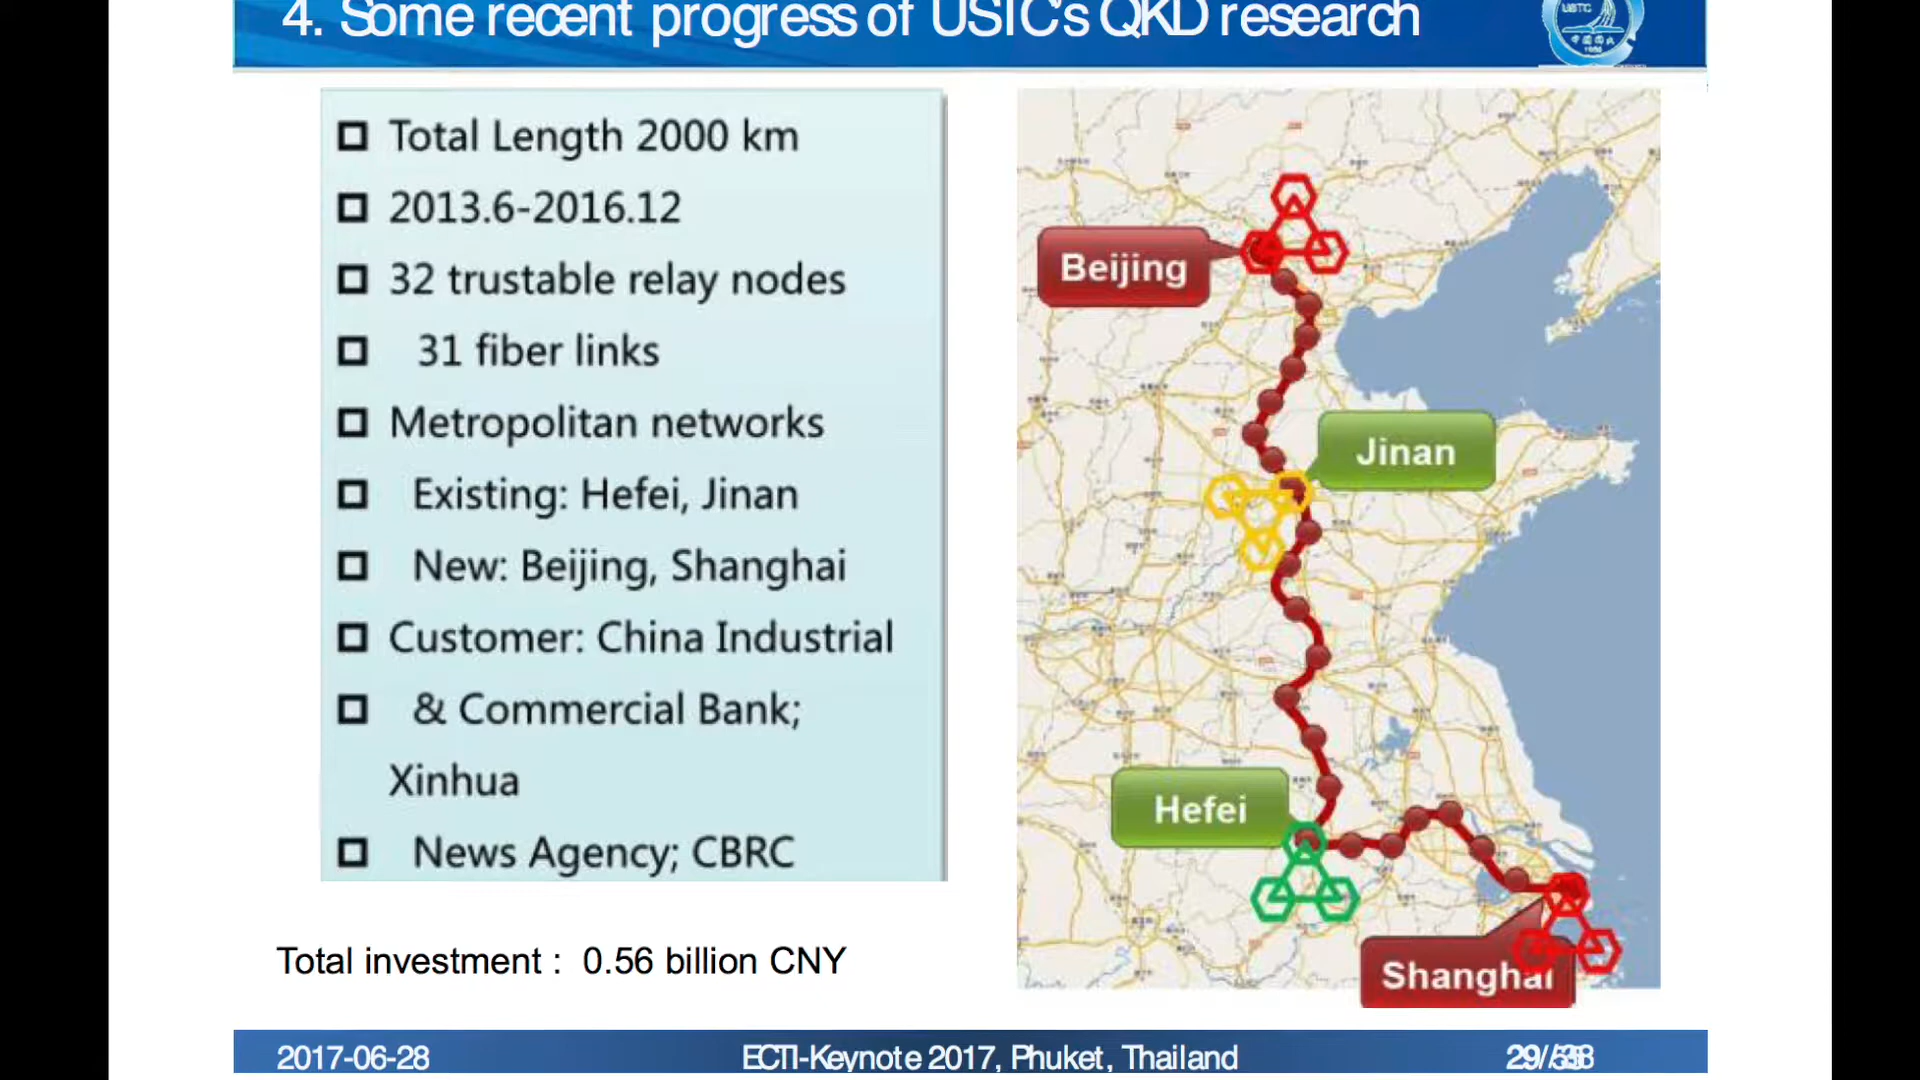 4. Some recent progress of USTC's QKD research
USTC
1958
Total Length 2000 km
2013.6-2016.12
32 trustable relay nodes
31 fiber links
Metropolitan networks
Existing: Hefei, Jinan
New: Beijing, Shanghai
Customer: China Industrial
& Commercial Bank;
Xinhua
News Agency; CBRC
Total investment : 0.56 billion CNY
Beijing
Jinan
Hefei
Shanghai
2017-06-28
ECTI-Keynote 2017, Phuket, Thailand